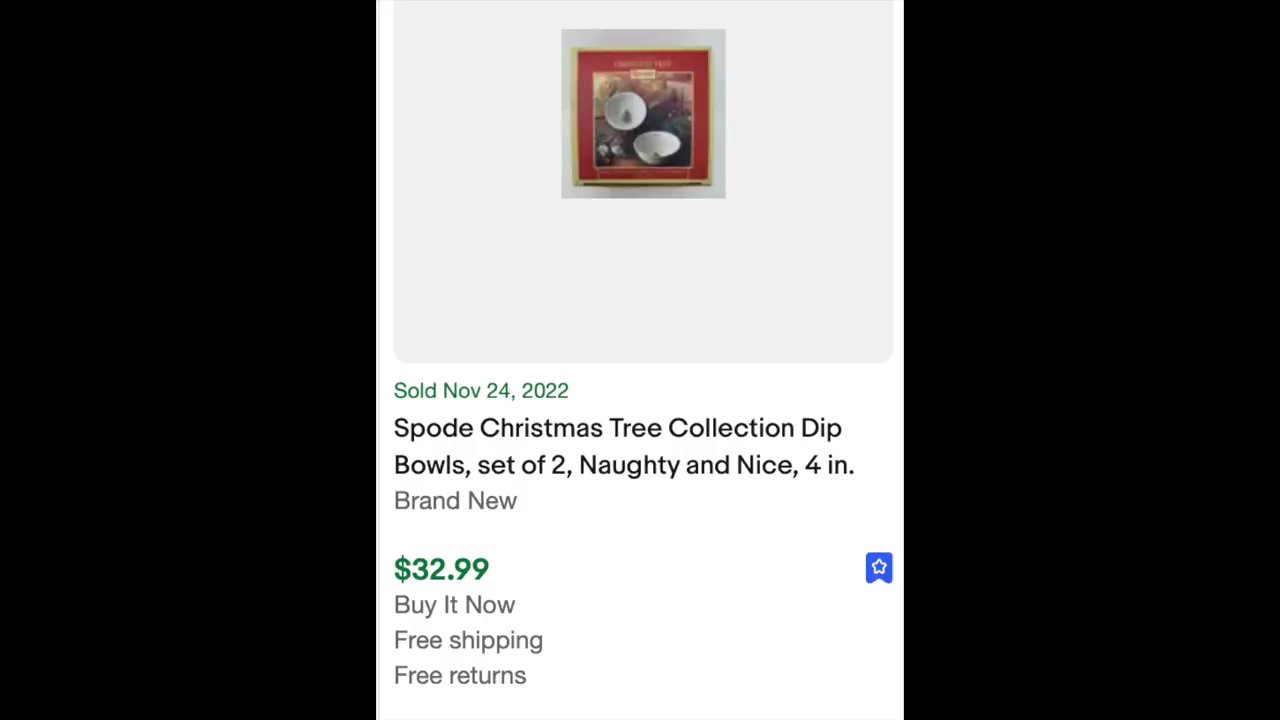 Sold Nov 24, 2022
Spode Christmas Tree Collection Dip
Bowls, set of 2, Naughty and Nice, 4 in.
Brand New
$32.99
Buy It Now
Free shipping
Free returns